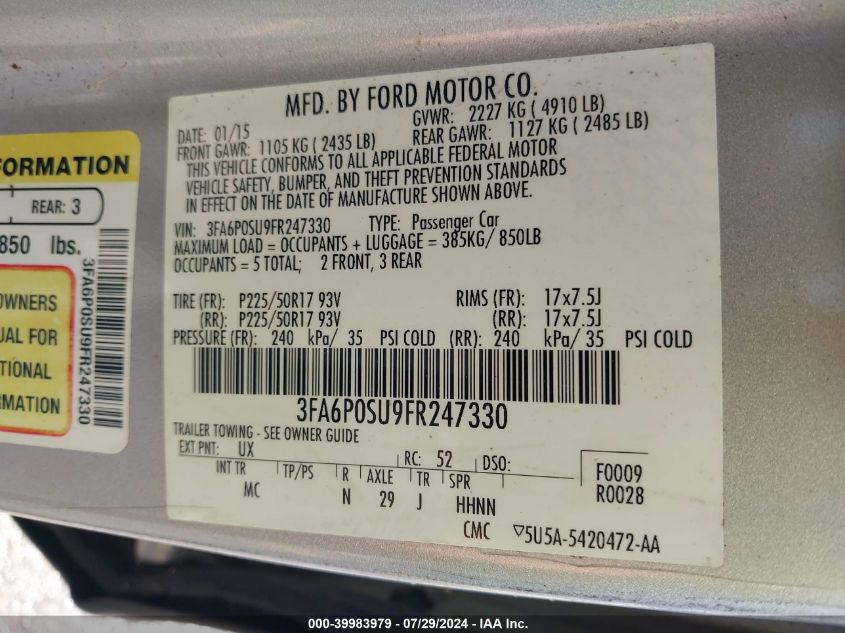 FORMATION
REAR: 3
850 lbs.
OWNERS
UAL FOR
TIONAL
RMATION
3FA6P0SU9FR247330
MFD. BY FORD MOTOR CO.
DATE: 01/15 GVWR: 2227 KG ( 4910 LB)
FRONT GAWR: 1105 KG ( 2435 LB) REAR GAWR: 1127 KG ( 2485 LB)
THIS VEHICLE CONFORMS TO ALL APPLICABLE FEDERAL MOTOR
VEHICLE SAFETY, BUMPER, AND THEFT PREVENTION STANDARDS
IN EFFECT ON THE DATE OF MANUFACTURE SHOWN ABOVE.
VIN: 3FA6P0SU9FR247330 TYPE: Passenger Car
MAXIMUM LOAD = OCCUPANTS + LUGGAGE = 385KG/ 850LB
OCCUPANTS = 5 TOTAL; 2 FRONT, 3 REAR
TIRE (FR): P225/50R17 93V RIMS (FR): 17x7.5J
(RR): P225/50R17 93V (RR): 17x7.5J
PRESSURE (FR): 240 kPa/ 35 PSI COLD (RR): 240 kPa/ 35 PSI COLD
3FA6P0SU9FR247330
TRAILER TOWING - SEE OWNER GUIDE
EXT PNT: UX RC: 52 DSO:
INT TR TP/PS R AXLE TR SPR F0009
MC N 29 J HHNN R0028
CMC ▽5U5A-5420472-AA
000-39983979 / 07/29/2024 - IAA Inc.